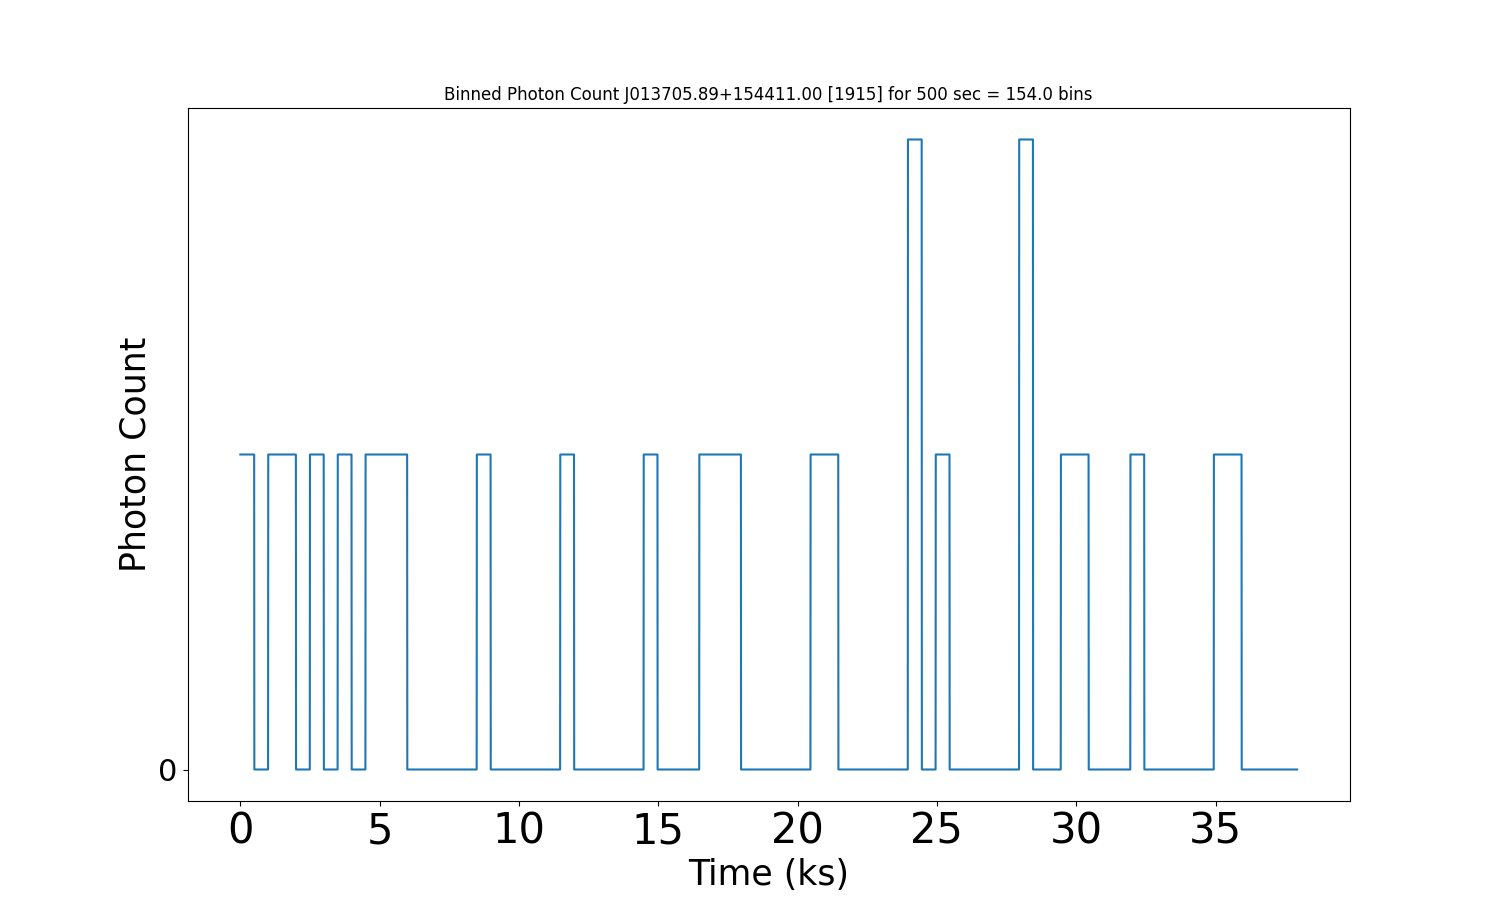 Binned Photon Count J013705.89+154411.00 [1915] for 500 sec = 154.0 bins
Photon Count
0
0 5 10 15 20 25 30 35
Time (ks)